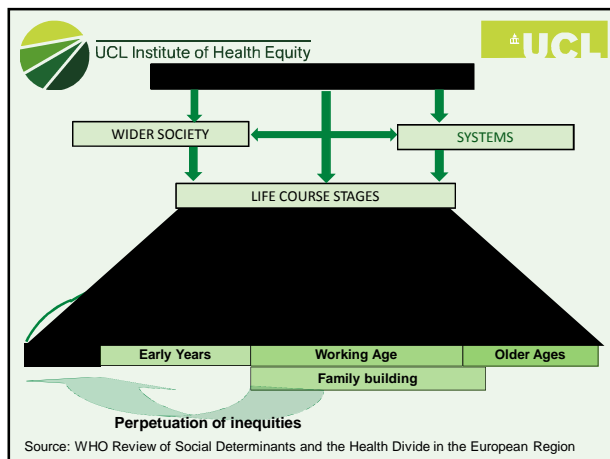 UCL Institute of Health Equity
UCL
WIDER SOCIETY
SYSTEMS
LIFE COURSE STAGES
Early Years
Working Age
Older Ages
Family building
Perpetuation of inequities
Source: WHO Review of Social Determinants and the Health Divide in the European Region